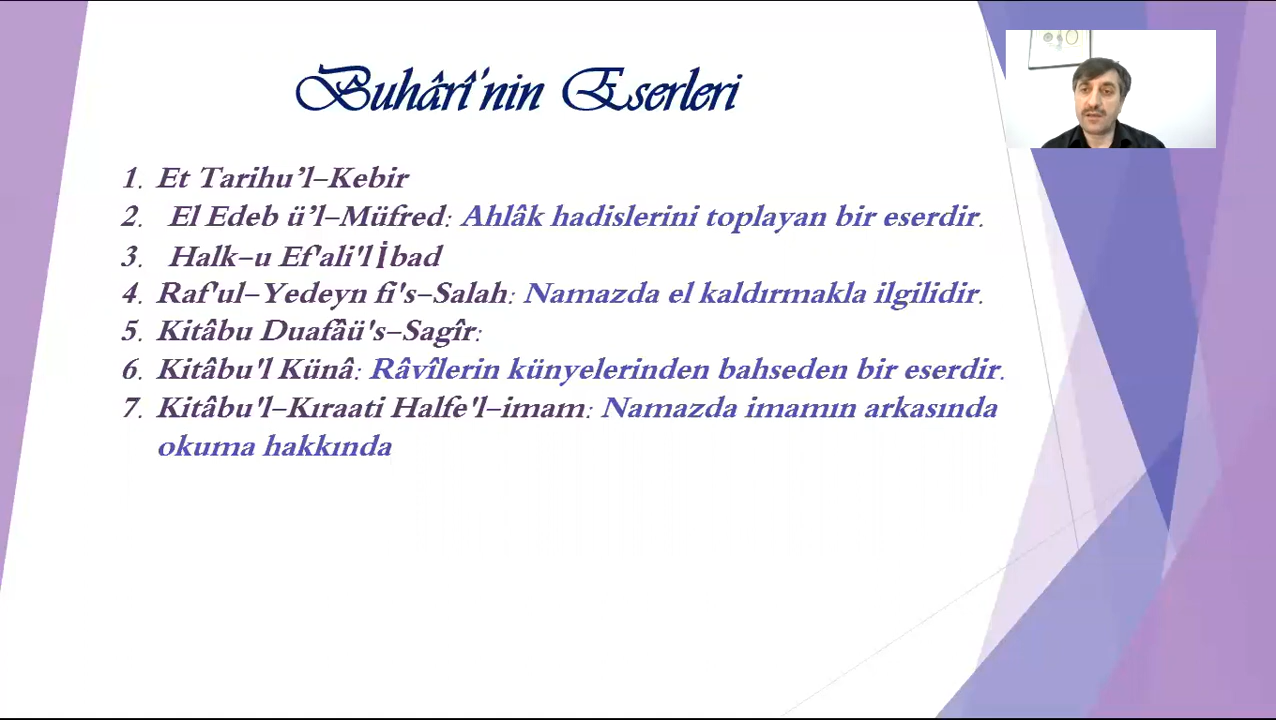 Buhârî'nin Eserleri
1. Et Tarihu’l-Kebir
2. El Edeb ü’l-Müfred: Ahlâk hadislerini toplayan bir eserdir.
3. Halk-u Ef'ali'l İbad
4. Raf'ul-Yedeyn fi's-Salah: Namazda el kaldırmakla ilgilidir.
5. Kitâbu Duafâü's-Sagîr:
6. Kitâbu'l Künâ: Râvîlerin künyelerinden bahseden bir eserdir.
7. Kitâbu'l-Kıraati Halfe'l-imam: Namazda imamın arkasında
okuma hakkında